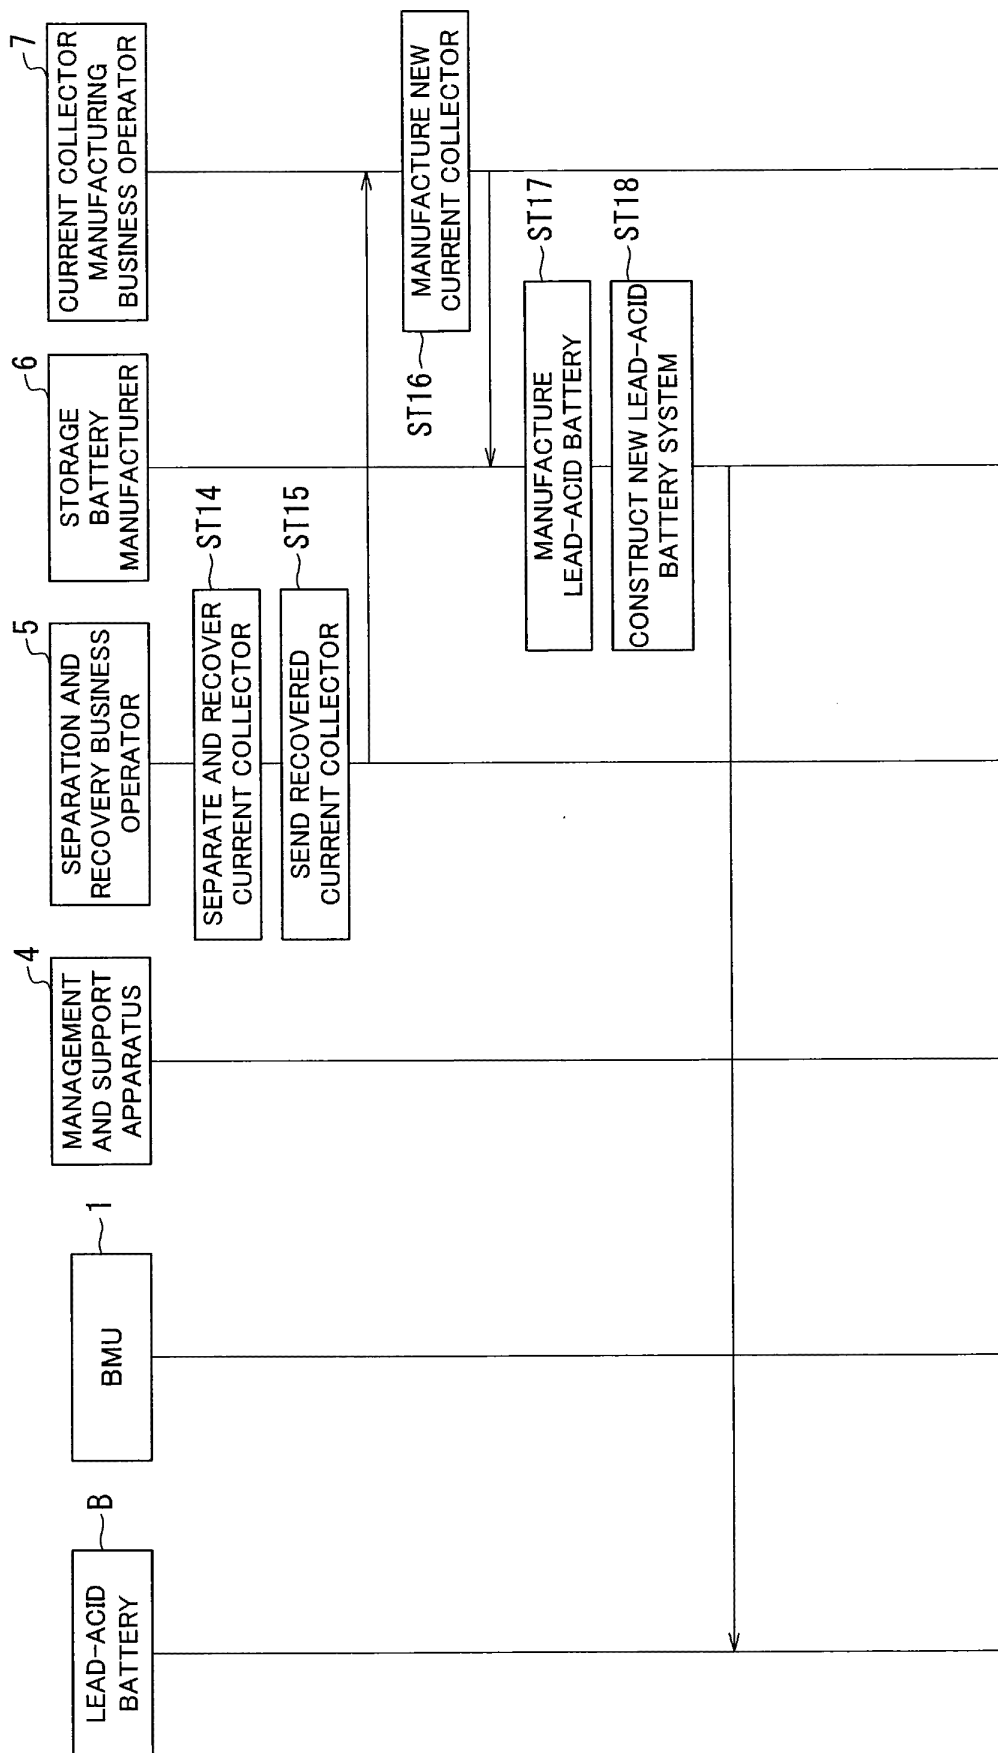 LEAD-ACID
BATTERY
B
BMU
1
MANAGEMENT
AND SUPPORT
APPARATUS
4
SEPARATION AND
RECOVERY BUSINESS
OPERATOR
5
STORAGE
BATTERY
MANUFACTURER
6
CURRENT COLLECTOR
MANUFACTURING
BUSINESS OPERATOR
7
SEPARATE AND RECOVER
CURRENT COLLECTOR
ST14
SEND RECOVERED
CURRENT COLLECTOR
ST15
ST16
MANUFACTURE NEW
CURRENT COLLECTOR
MANUFACTURE
LEAD-ACID BATTERY
ST17
CONSTRUCT NEW LEAD-ACID
BATTERY SYSTEM
ST18